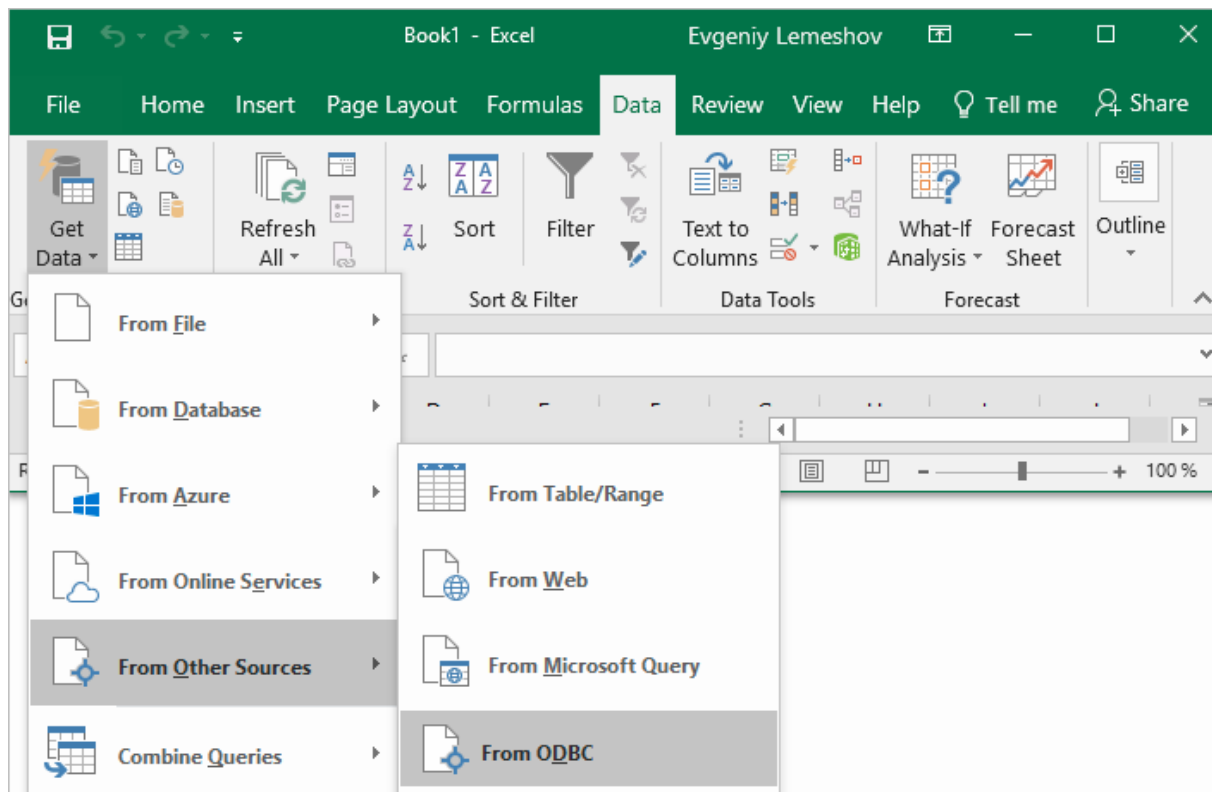 Book1 - Excel
Evgeniy Lemeshov
File
Home
Insert
Page Layout
Formulas
Data
Review
View
Help
Tell me
Share
Get
Data
Refresh
All
Sort
Filter
Text to
Columns
What-If
Analysis
Forecast
Sheet
Outline
Sort & Filter
Data Tools
Forecast
From File
From Database
From Azure
From Online Services
From Other Sources
Combine Queries
From Table/Range
From Web
From Microsoft Query
From ODBC
100 %